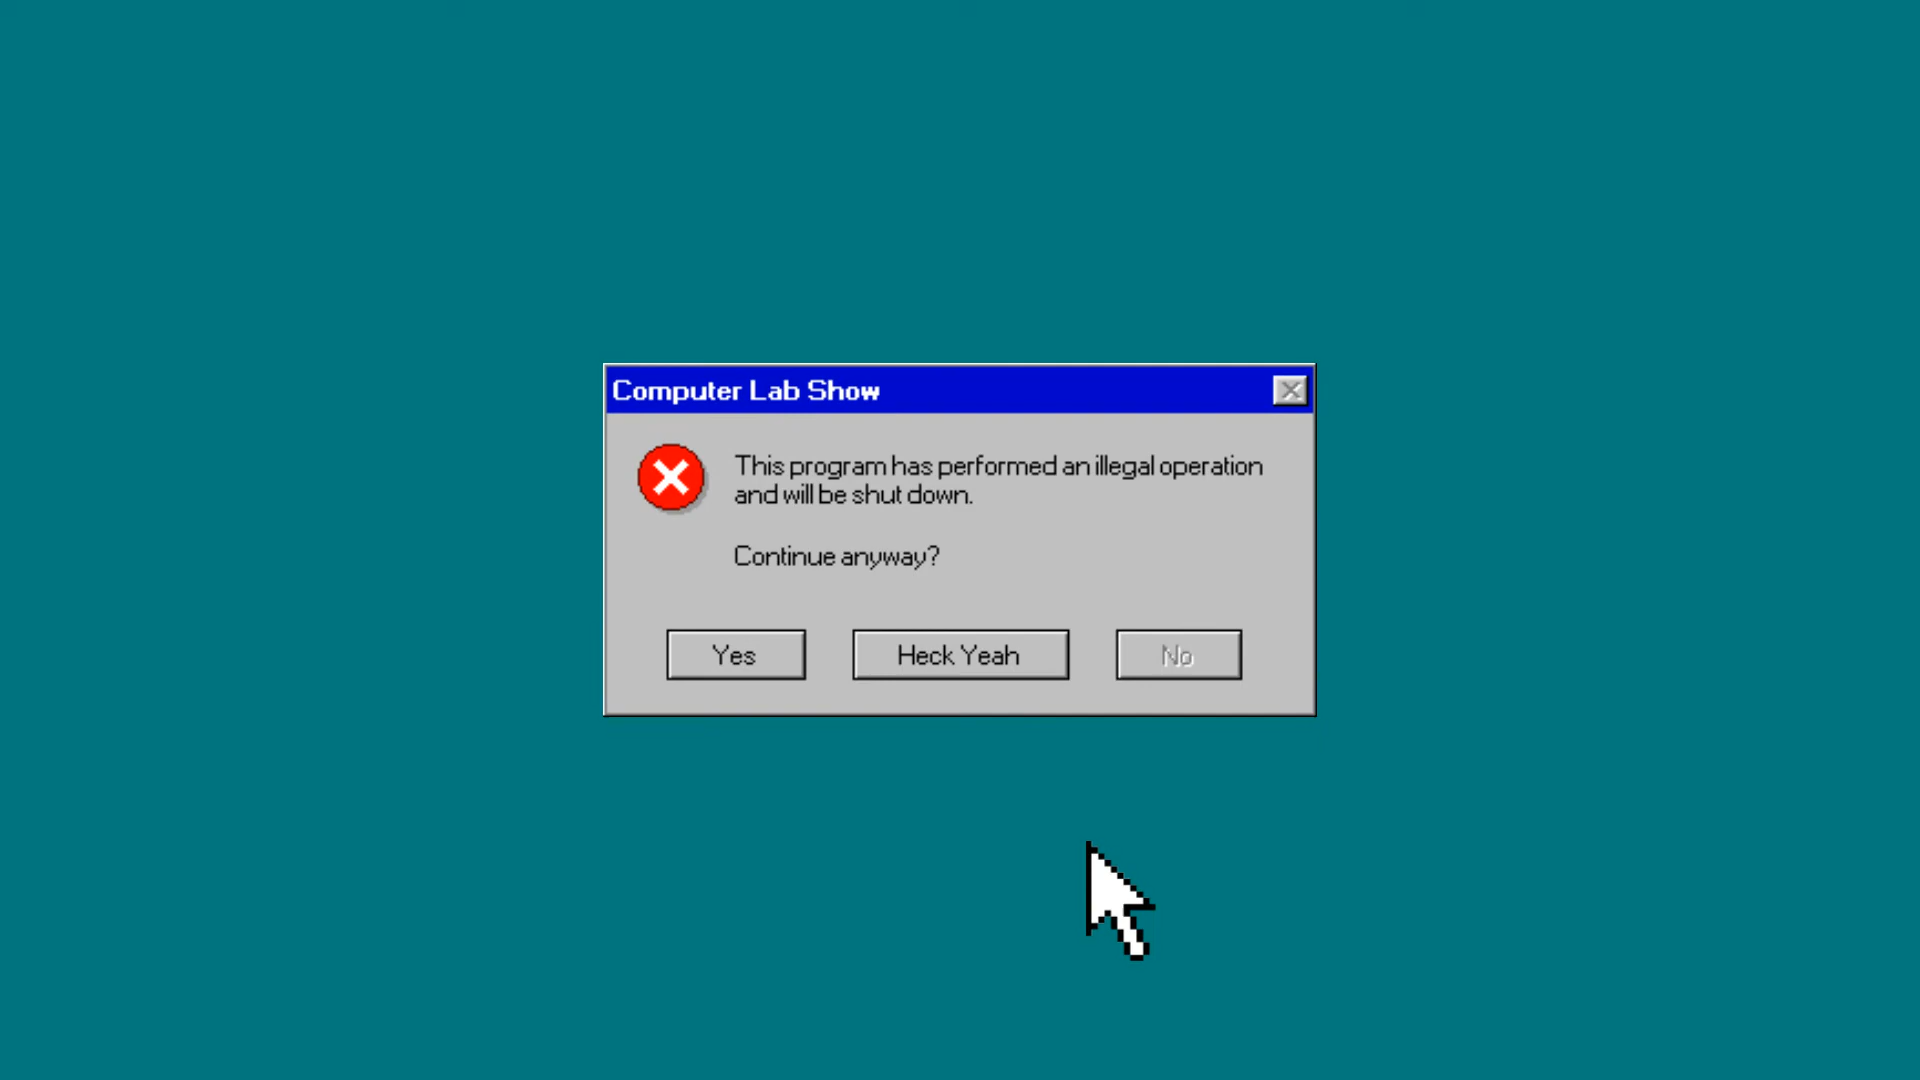 Computer Lab Show
This program has performed an illegal operation
and will be shut down.
Continue anyway?
Yes
Heck Yeah
No